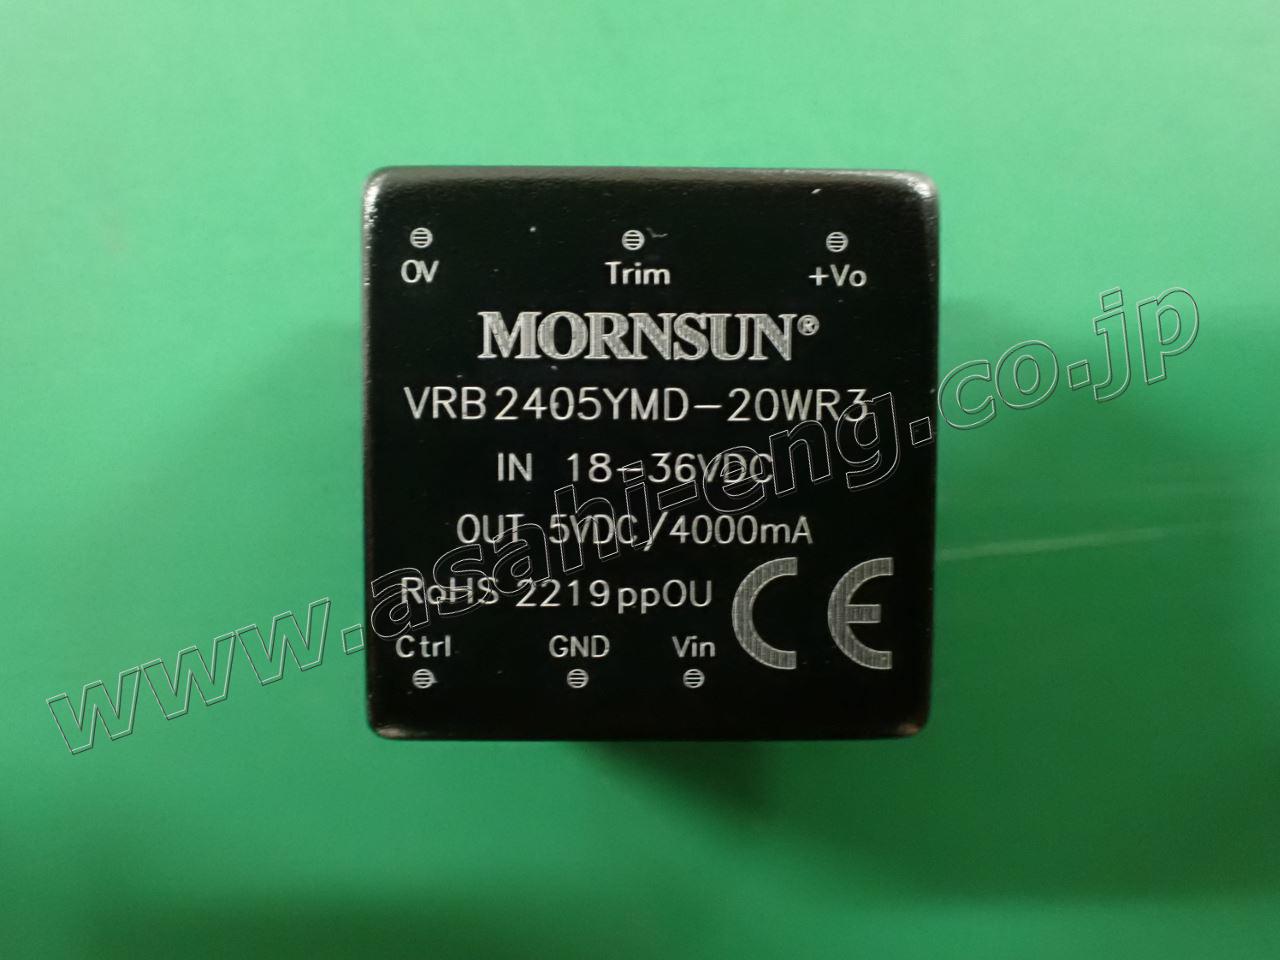 0V Trim +Vo
MORNSUN®
VRB2405YMD-20WR3
IN 18-36VDC
OUT 5VDC/4000mA
RoHS 2219ppOU CE
Ctrl GND Vin
www.asahi-eng.co.jp